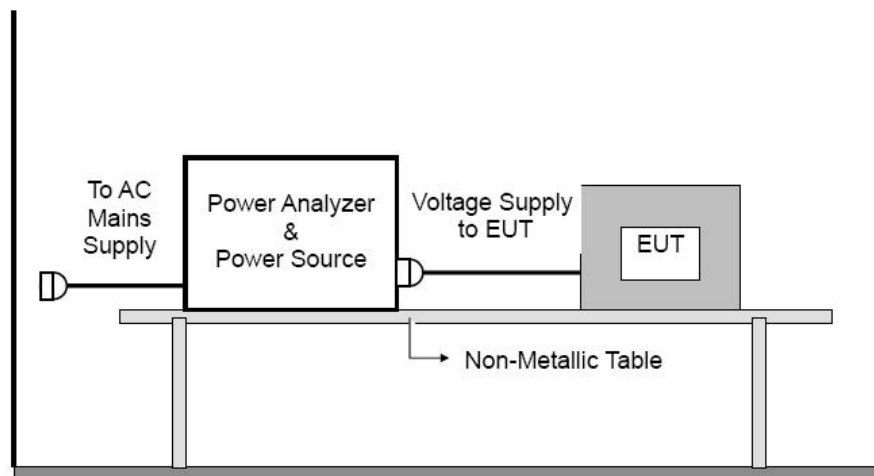 To AC
Mains
Supply
Power Analyzer
&
Power Source
Voltage Supply
to EUT
EUT
Non-Metallic Table